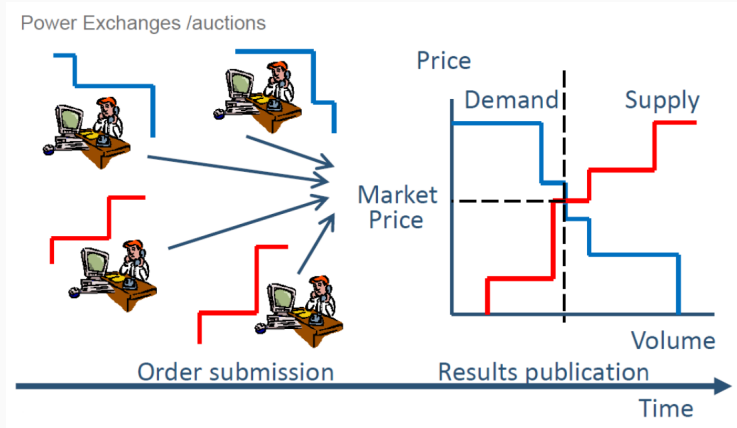 Power Exchanges /auctions
Price
Demand
Supply
Market
Price
Volume
Order submission
Results publication
Time